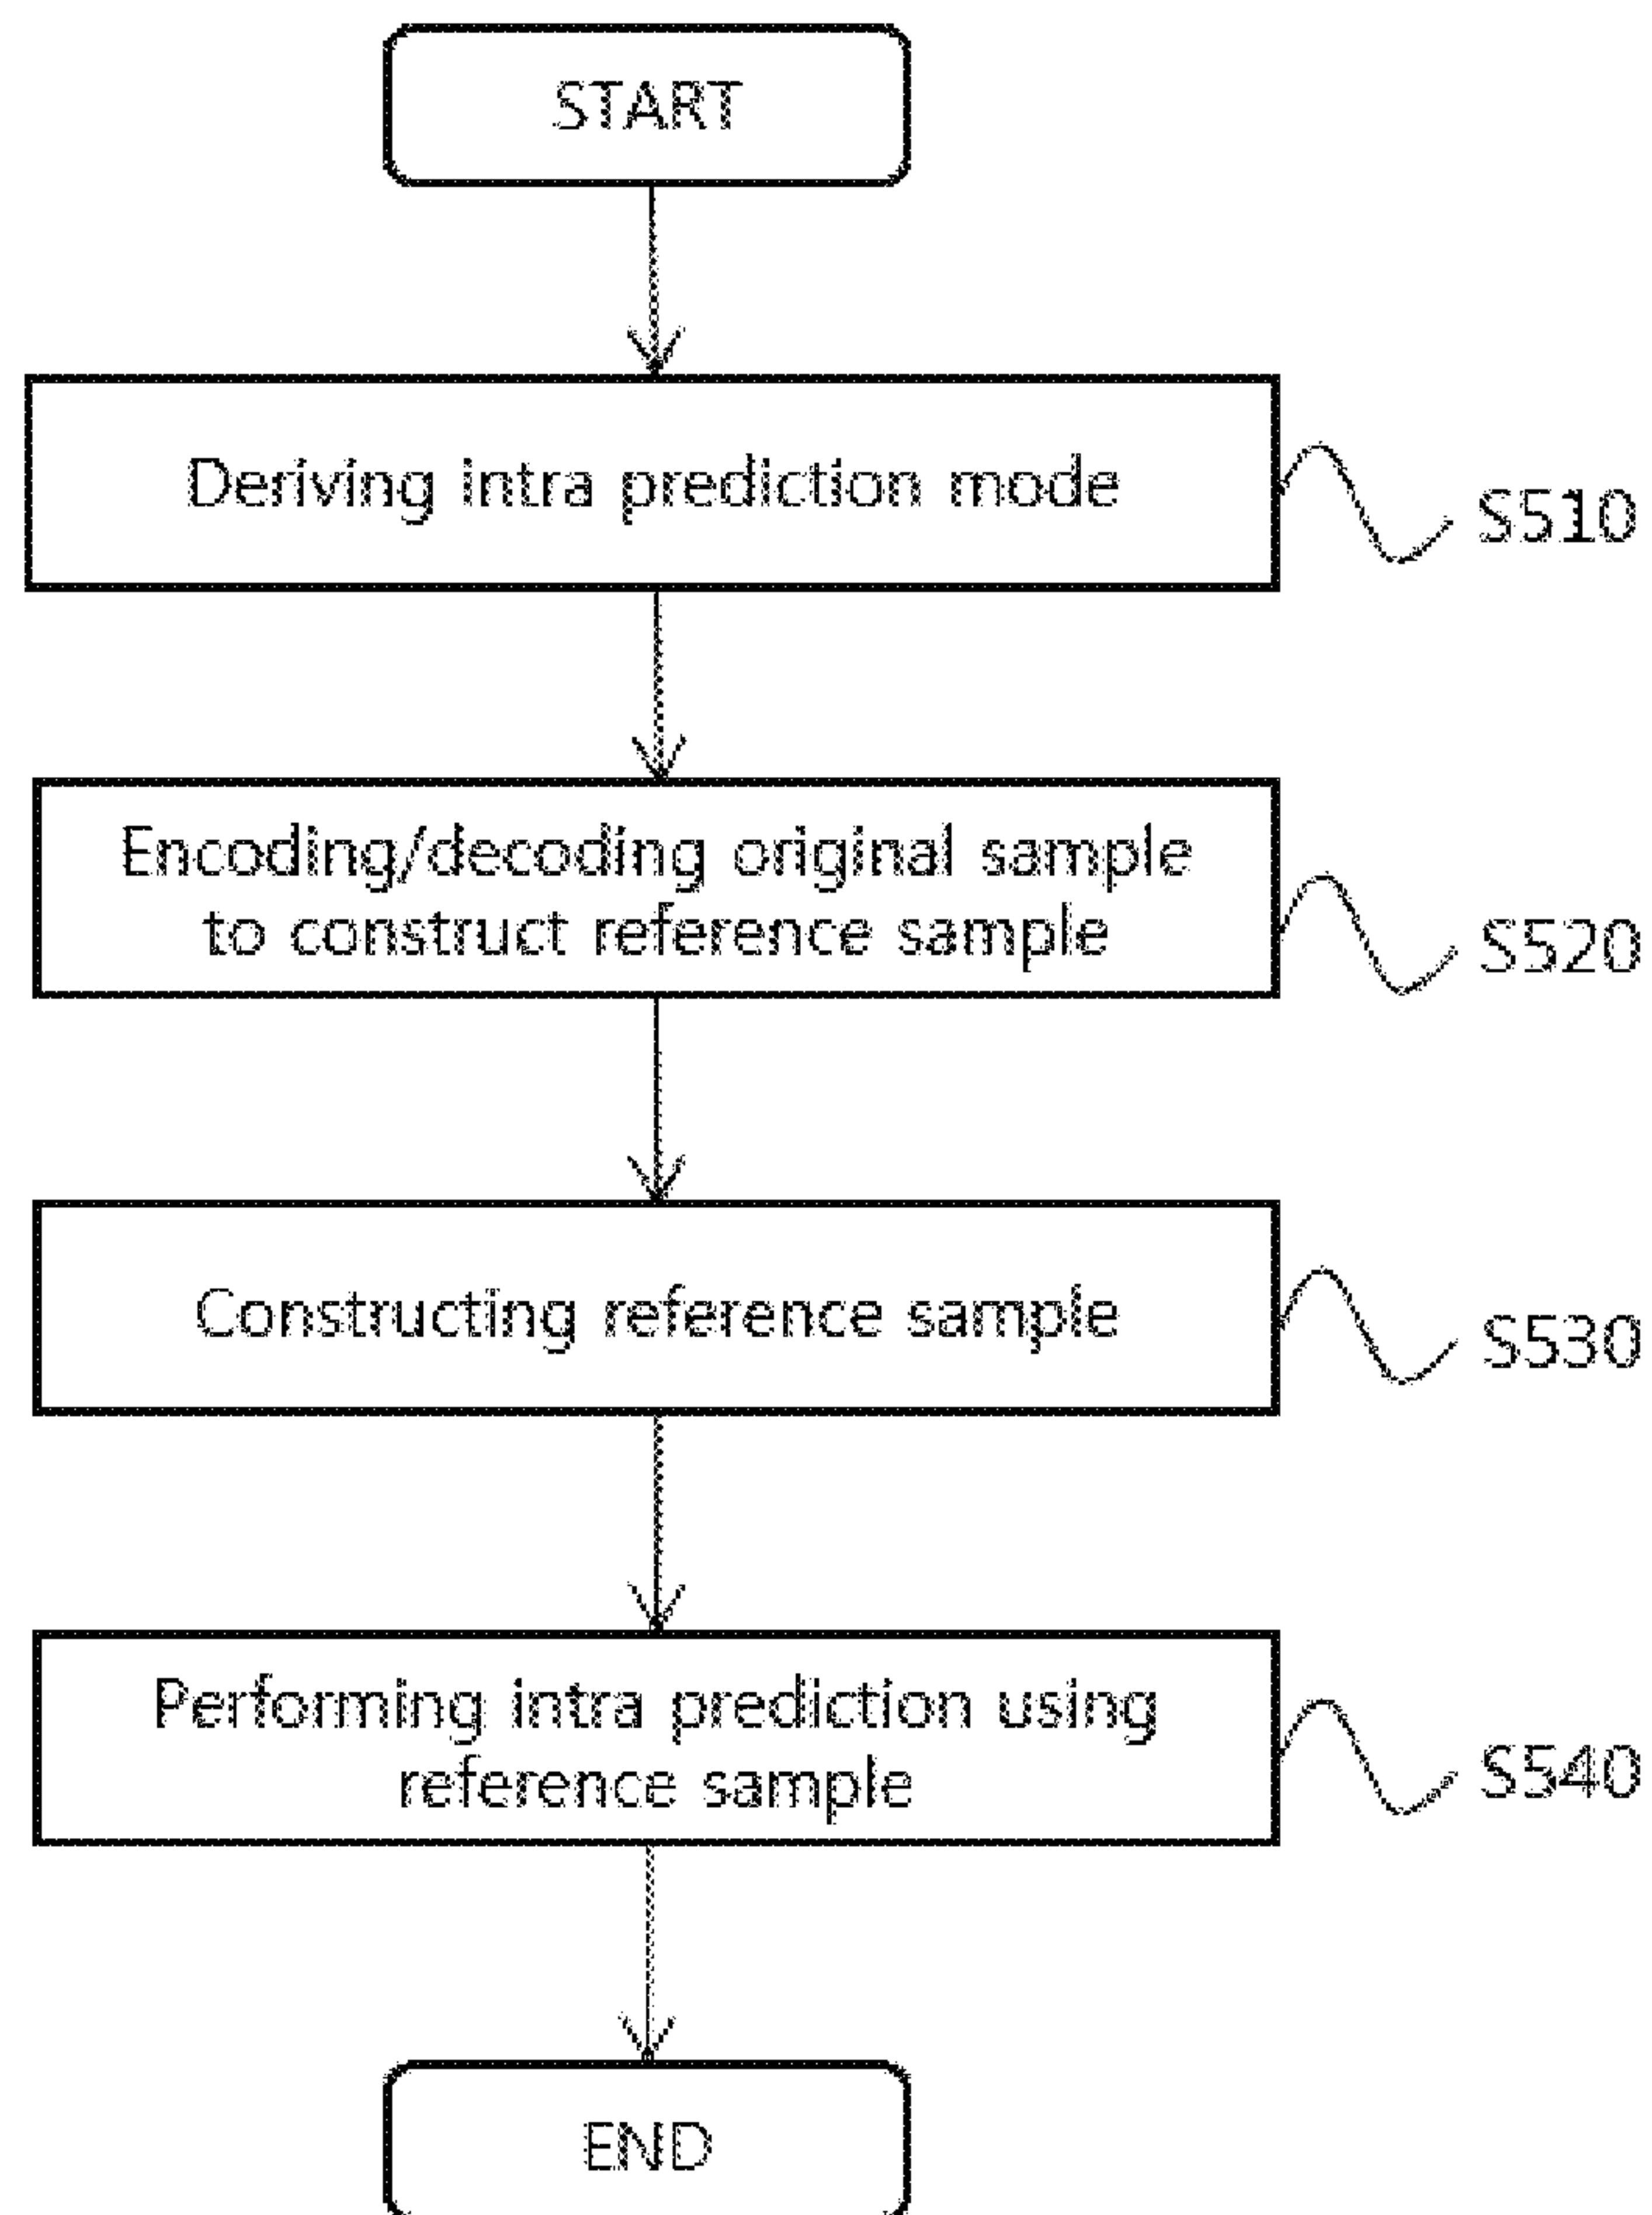 START
Deriving intra prediction mode
S510
Encoding/decoding original sample
to construct reference sample
S520
Constructing reference sample
S530
Performing intra prediction using
reference sample
S540
END